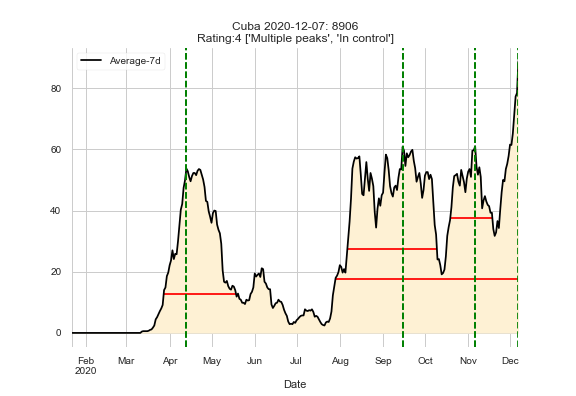 Cuba 2020-12-07: 8906
Rating:4 ['Multiple peaks', 'In control']
Average-7d
80
60
40
20
0
Feb Mar Apr May Jun Jul Aug Sep Oct Nov Dec
2020
Date